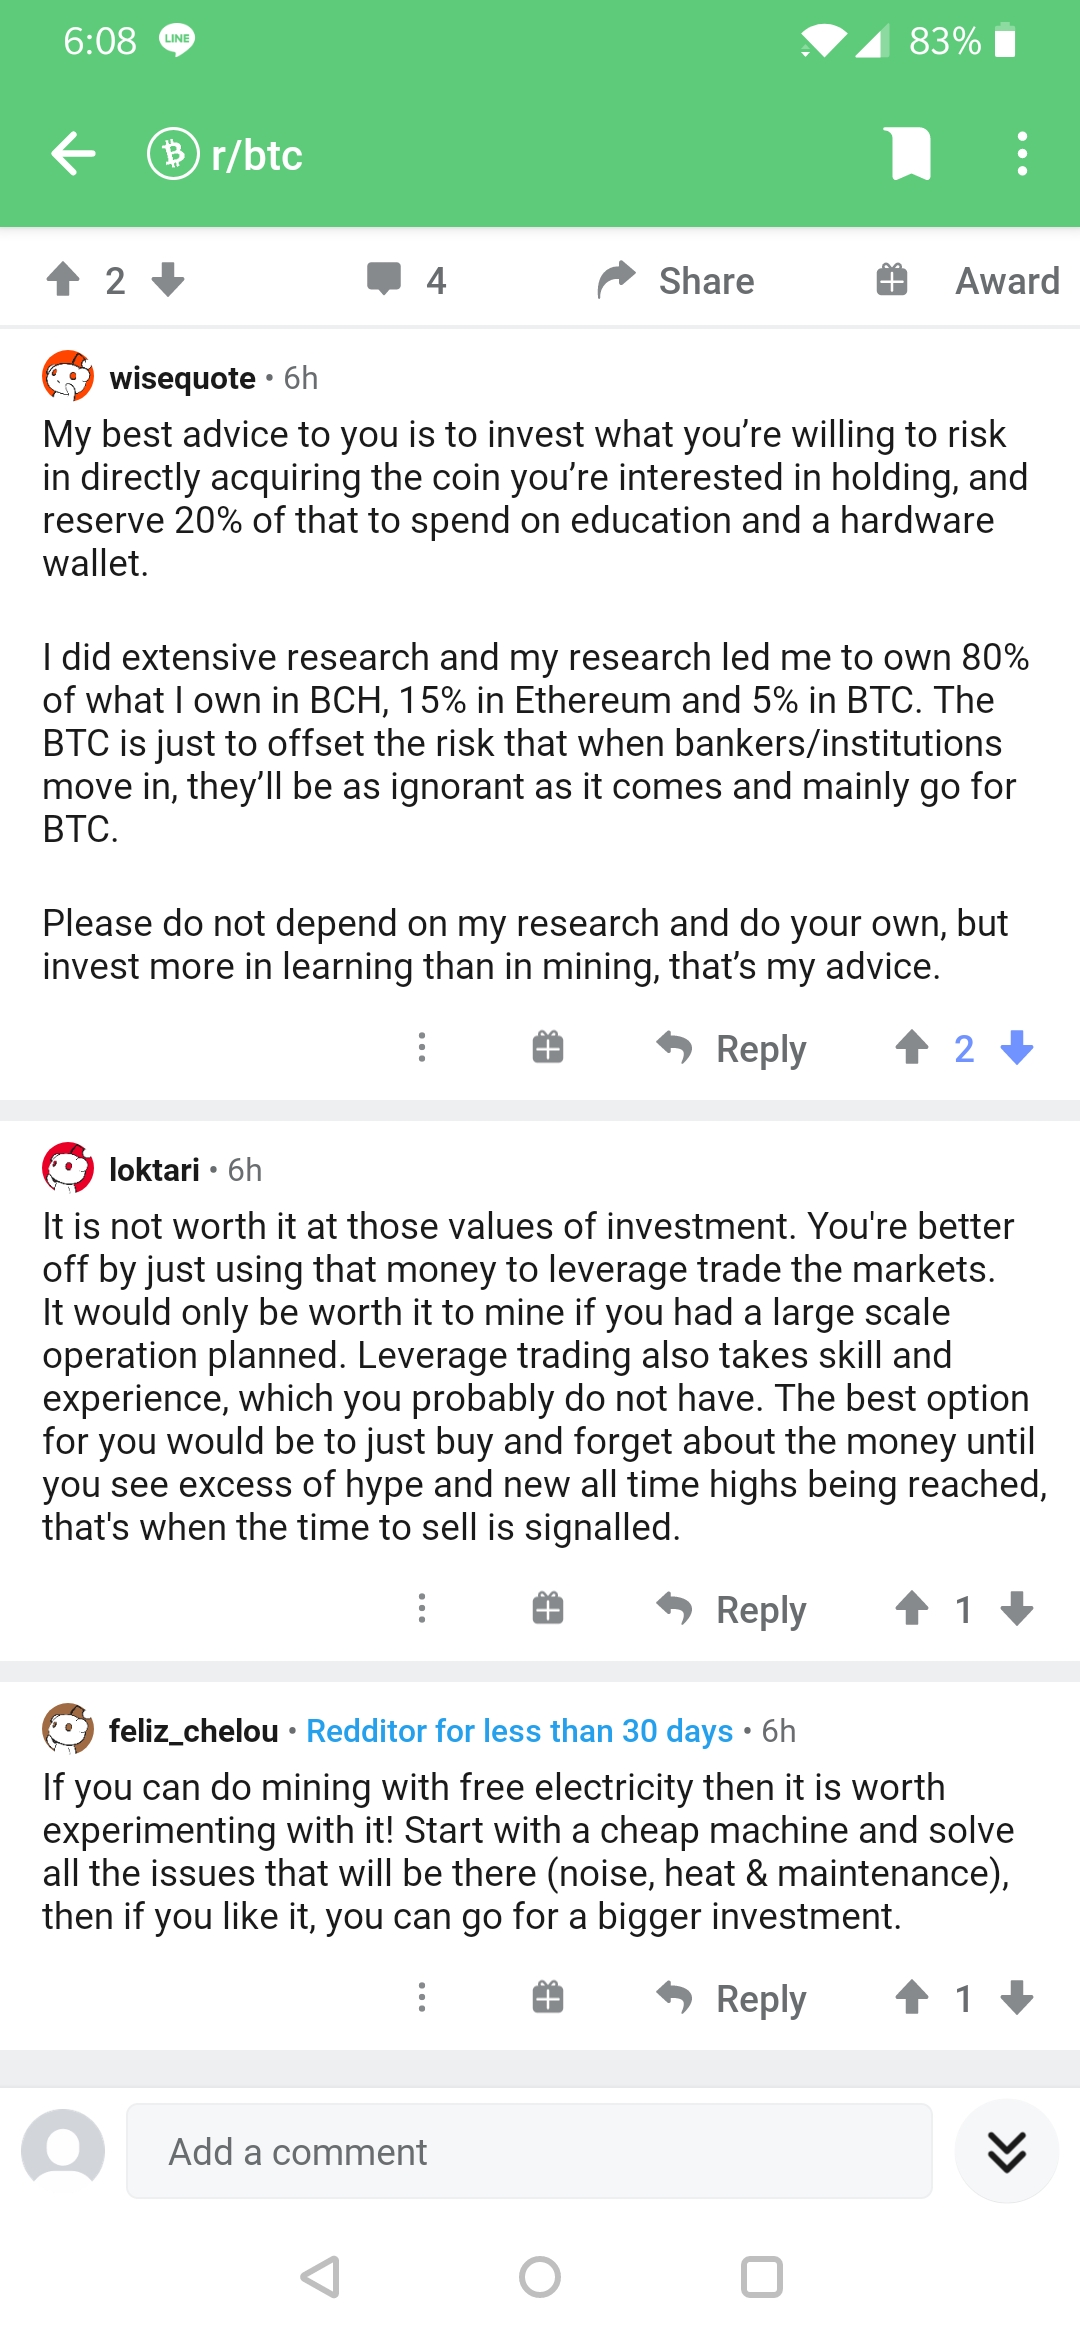 6:08 LINE 83%
r/btc
2 4 Share Award
wisequote • 6h
My best advice to you is to invest what you’re willing to risk
in directly acquiring the coin you’re interested in holding, and
reserve 20% of that to spend on education and a hardware
wallet.
I did extensive research and my research led me to own 80%
of what I own in BCH, 15% in Ethereum and 5% in BTC. The
BTC is just to offset the risk that when bankers/institutions
move in, they’ll be as ignorant as it comes and mainly go for
BTC.
Please do not depend on my research and do your own, but
invest more in learning than in mining, that’s my advice.
Reply 2
loktari • 6h
It is not worth it at those values of investment. You're better
off by just using that money to leverage trade the markets.
It would only be worth it to mine if you had a large scale
operation planned. Leverage trading also takes skill and
experience, which you probably do not have. The best option
for you would be to just buy and forget about the money until
you see excess of hype and new all time highs being reached,
that's when the time to sell is signalled.
Reply 1
feliz_chelou • Redditor for less than 30 days • 6h
If you can do mining with free electricity then it is worth
experimenting with it! Start with a cheap machine and solve
all the issues that will be there (noise, heat & maintenance),
then if you like it, you can go for a bigger investment.
Reply 1
Add a comment